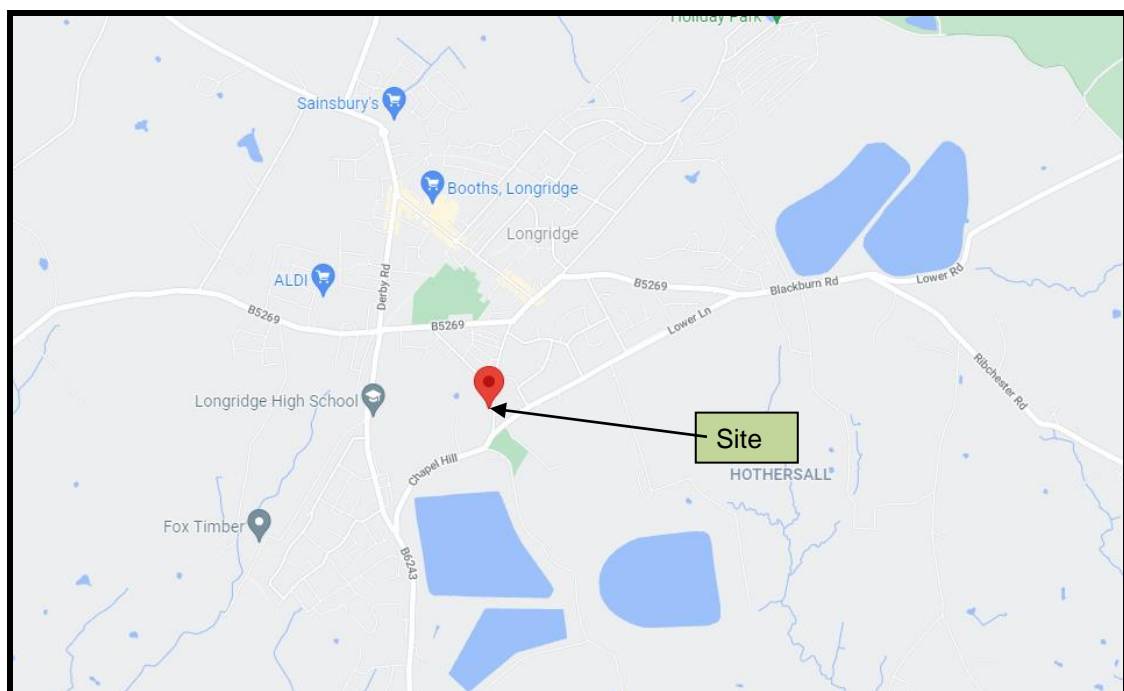 Holiday Park
Sainsbury's
Booths, Longridge
Longridge
ALDI
Derby Rd
B5269
B5269
B5269
Blackburn Rd
Lower Rd
Lower Ln
Ribchester Rd
Longridge High School
Site
Chapel Hill
HOTHERSALL
Fox Timber
B6243